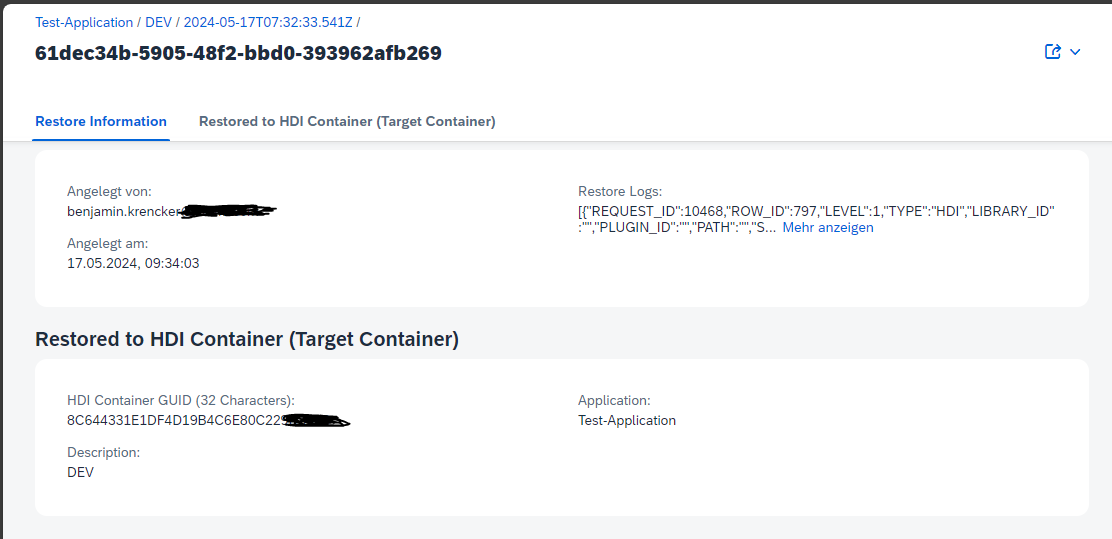 Test-Application / DEV / 2024-05-17T07:32:33.541Z /
61dec34b-5905-48f2-bbd0-393962afb269
Restore Information
Restored to HDI Container (Target Container)
Angelegt von:
benjamin.krencker
Angelegt am:
17.05.2024, 09:34:03
Restore Logs:
[{"REQUEST_ID":10468,"ROW_ID":797,"LEVEL":1,"TYPE":"HDI","LIBRARY_ID"
:"","PLUGIN_ID":"","PATH":"","S... Mehr anzeigen
Restored to HDI Container (Target Container)
HDI Container GUID (32 Characters):
8C644331E1DF4D19B4C6E80C229
Description:
DEV
Application:
Test-Application